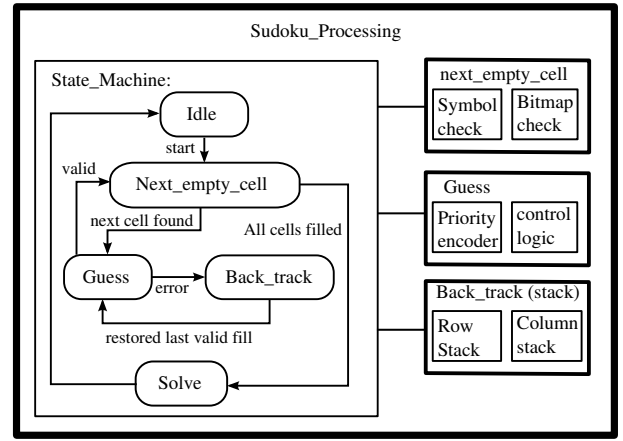 Sudoku_Processing
State_Machine:
Idle
start
valid
Next_empty_cell
next cell found
All cells filled
Guess
error
Back_track
restored last valid fill
Solve
next_empty_cell
Symbol
check
Bitmap
check
Guess
Priority
encoder
control
logic
Back_track (stack)
Row
Stack
Column
stack